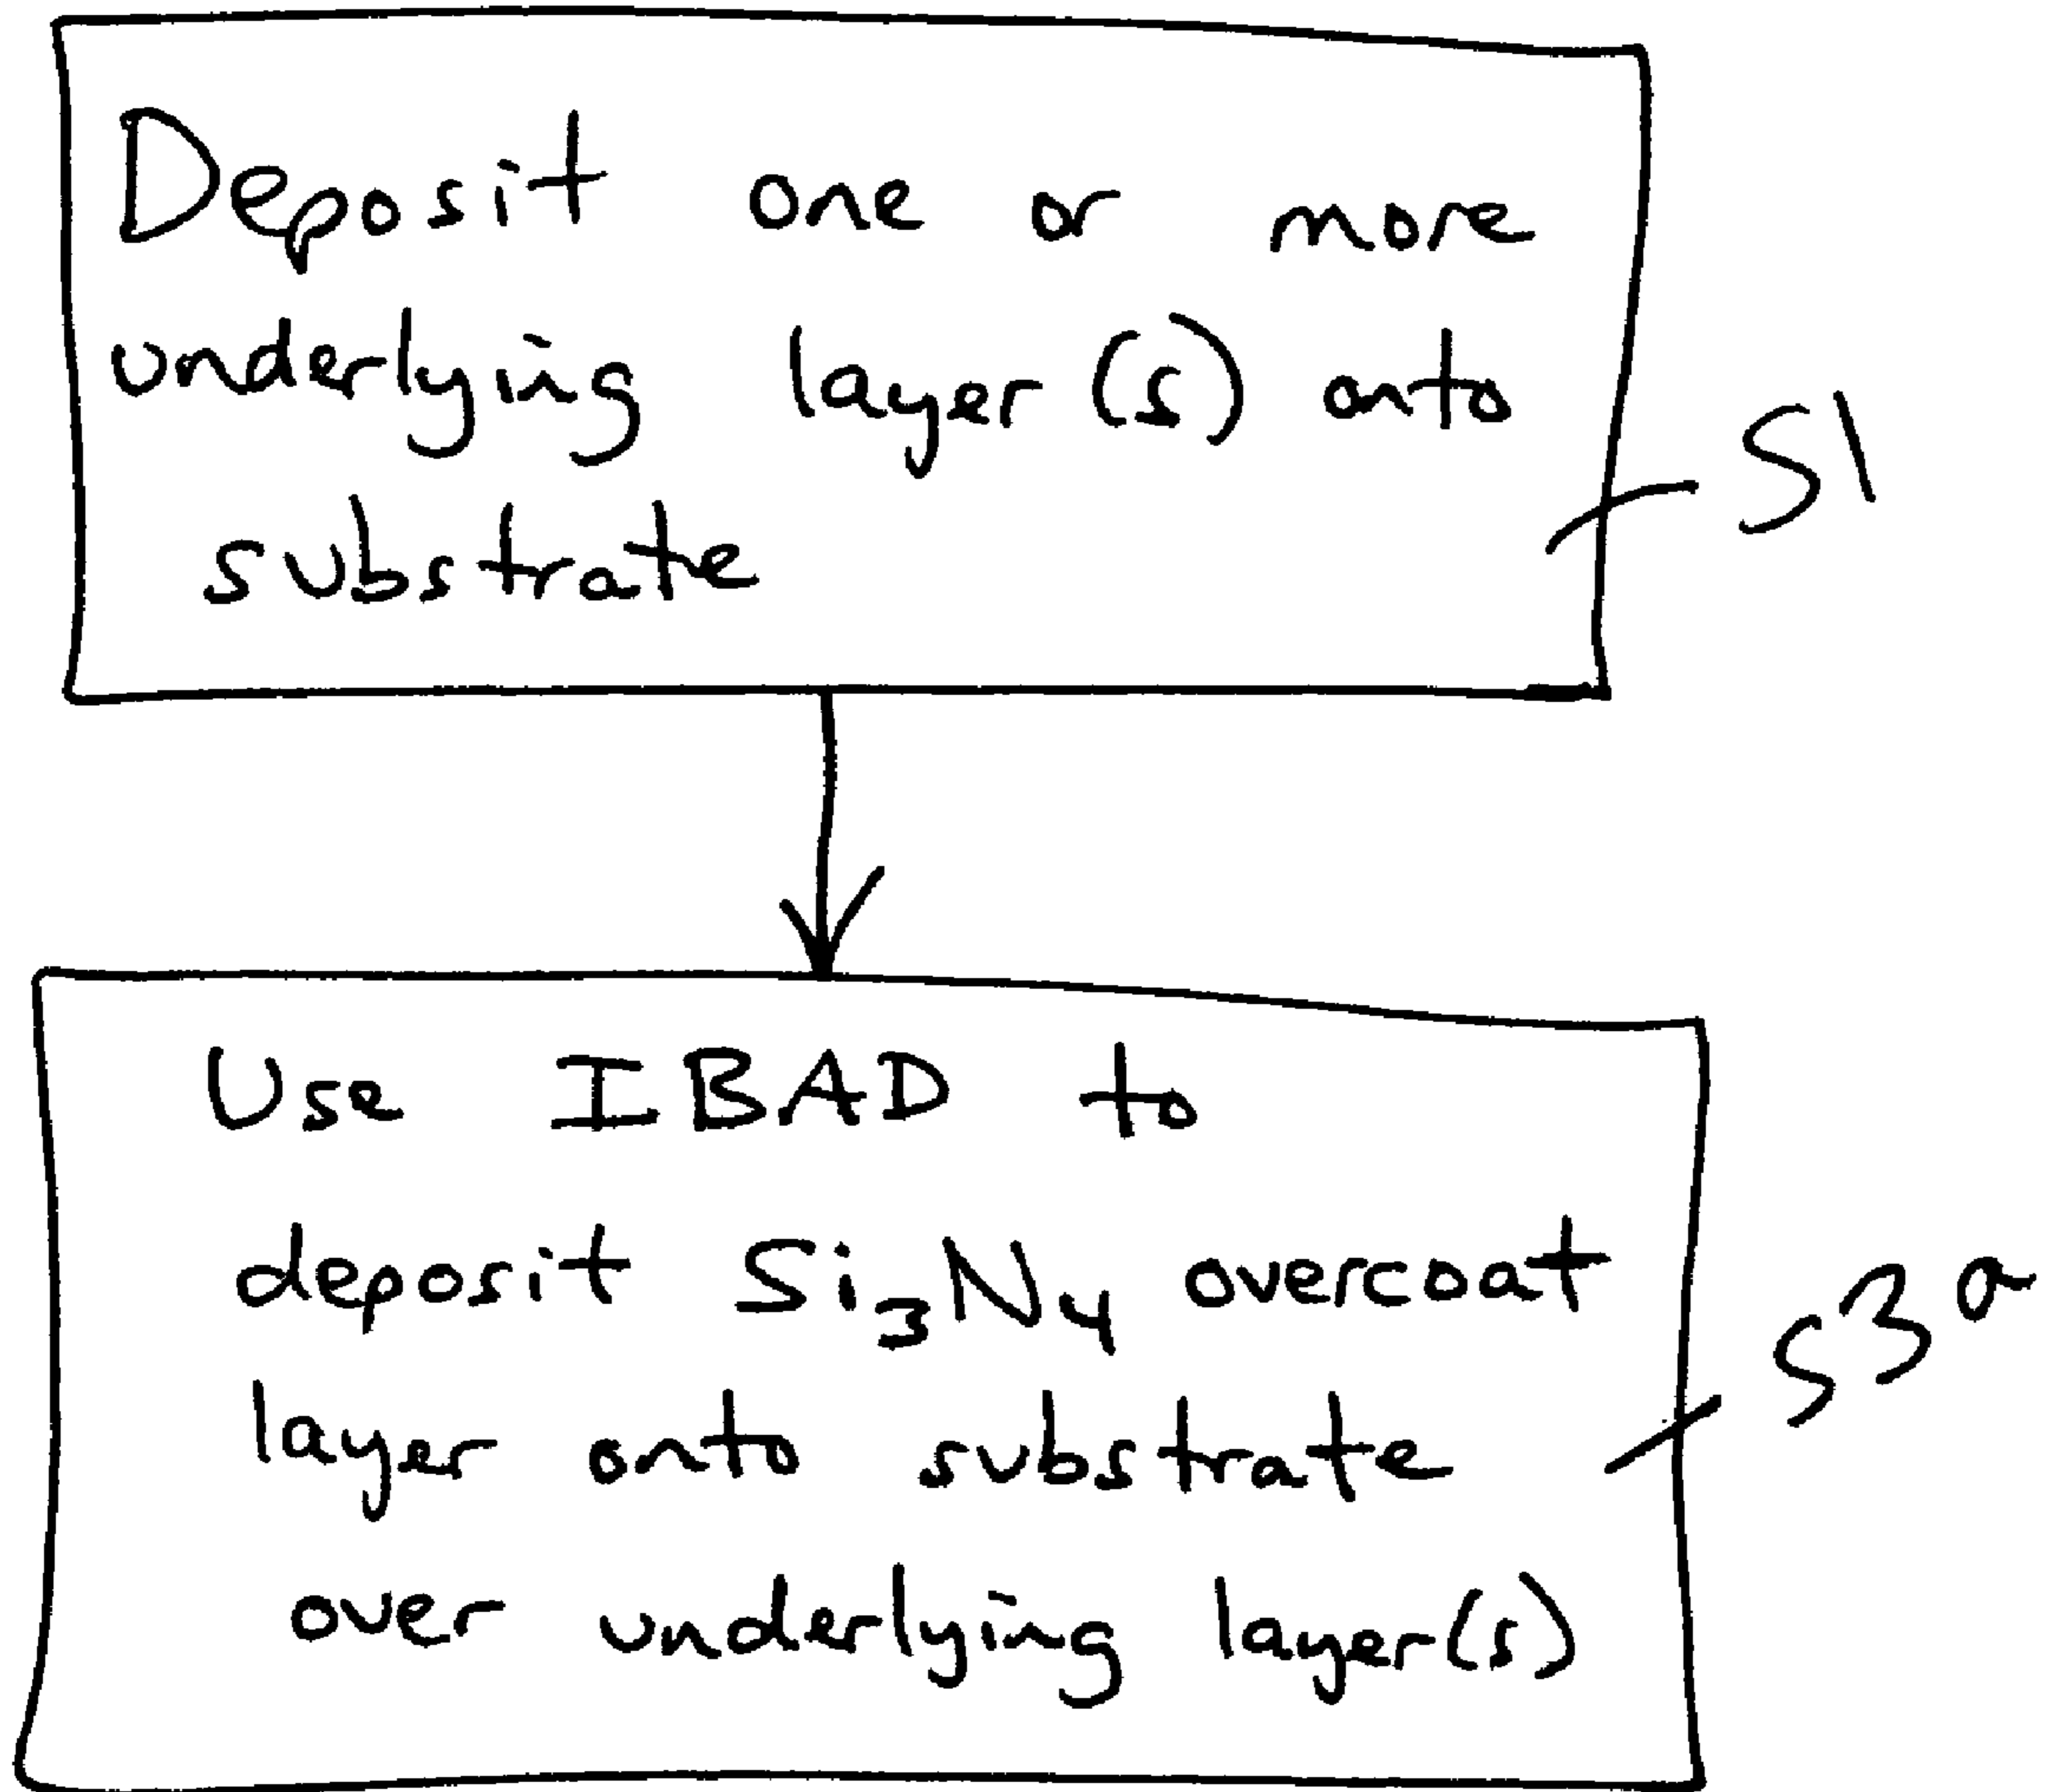 Deposit one or more
underlying layer(s) onto
substrate
S1
Use IBAD to
deposit Si₃N₄ overcoat
layer onto substrate
over underlying layer(s)
S3a